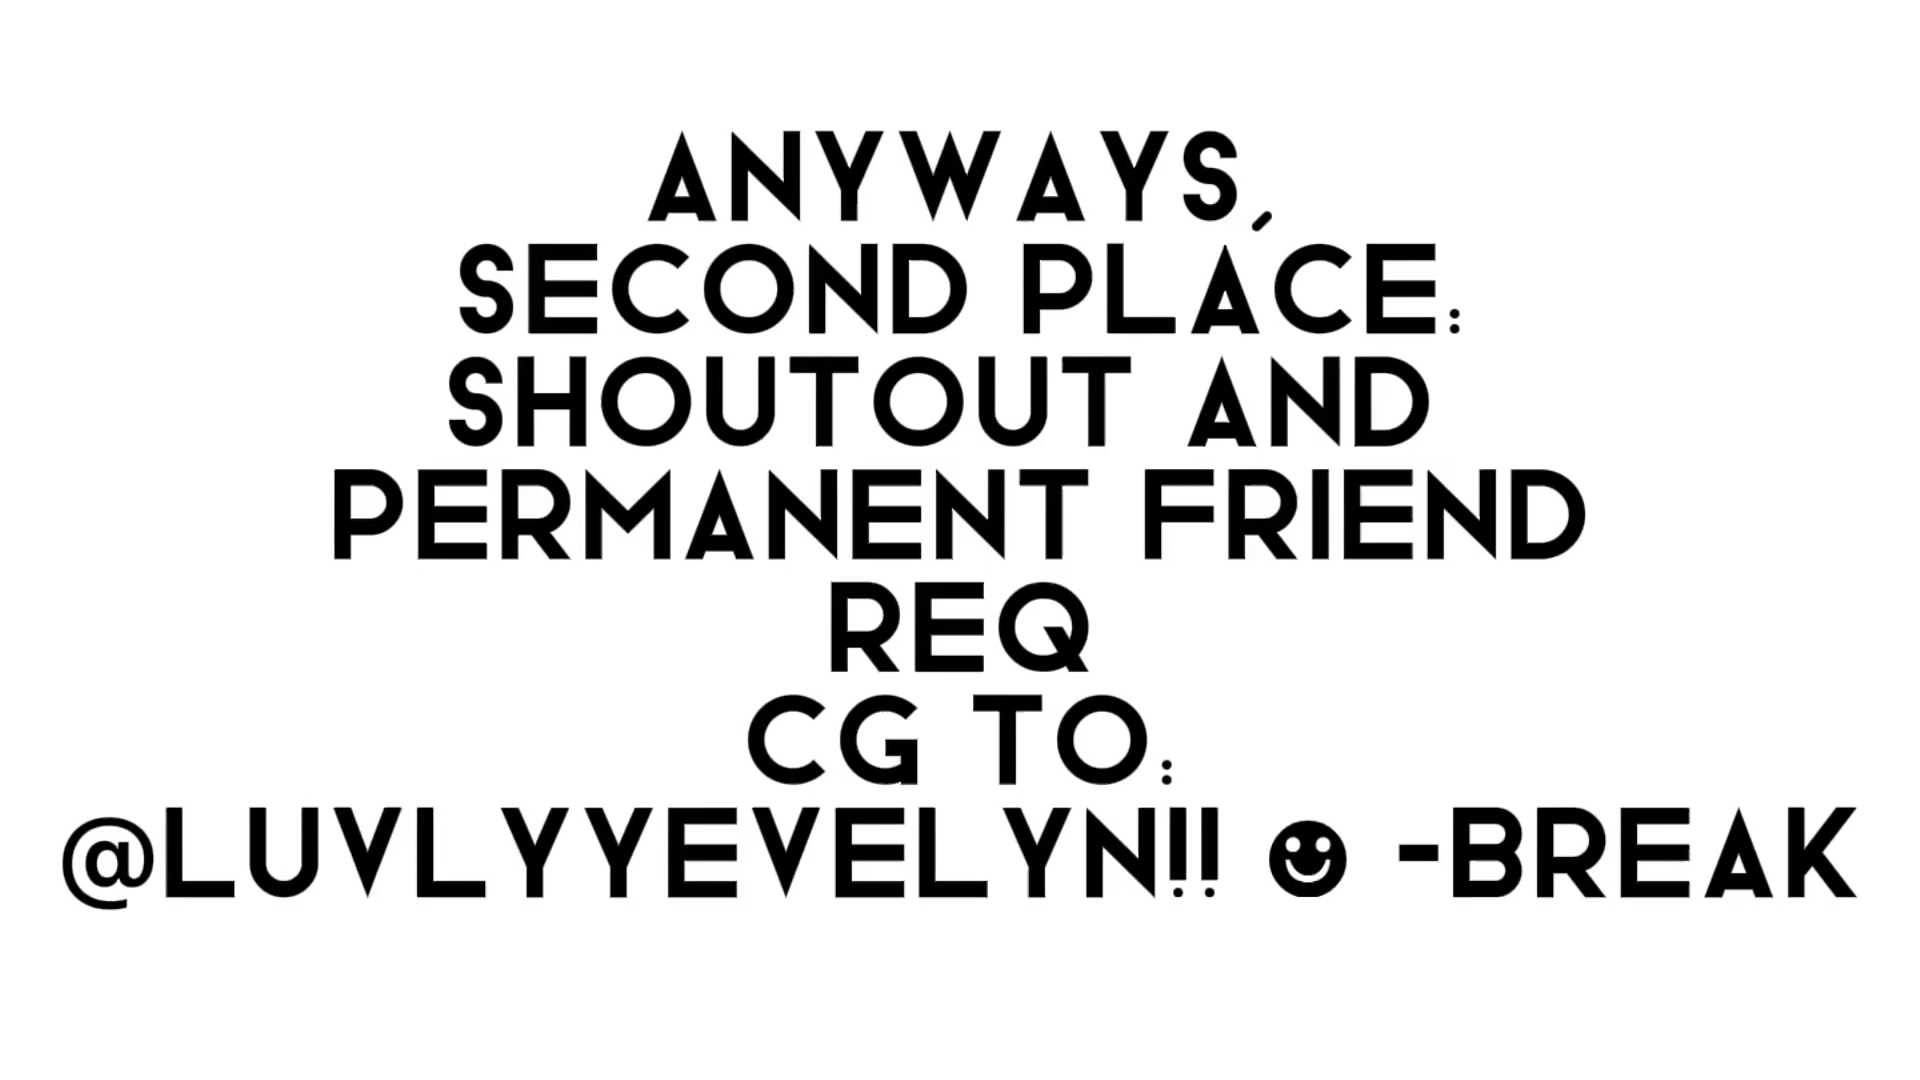 ANYWAYS,
SECOND PLACE:
SHOUTOUT AND
PERMANENT FRIEND
REQ
CG TO:
@LUVLYYEVELYN!! ☻ -BREAK